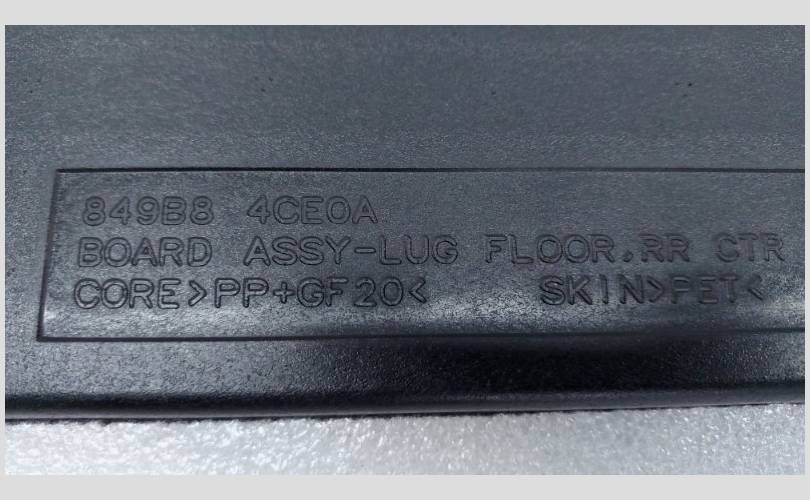 849B8 4CE0A
BOARD ASSY-LUG FLOOR,RR CTR
CORE>PP+GF20< SKIN>PET<